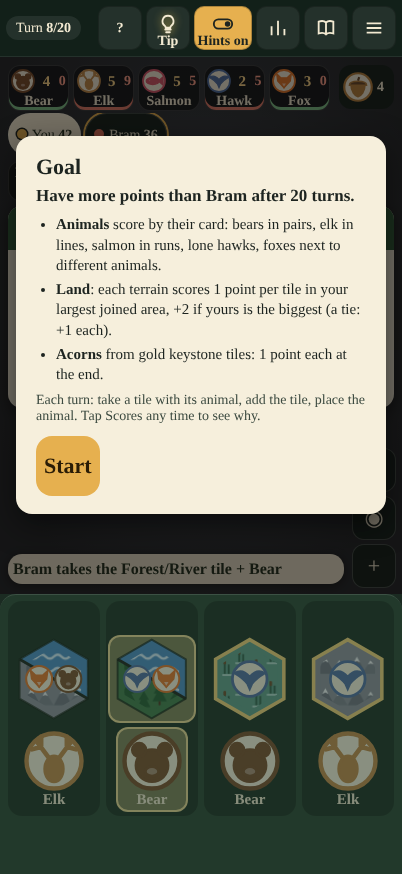 Turn 8/20
?
Tip
Hints on
4 0
Bear
5 9
Elk
5 5
Salmon
2 5
Hawk
3 0
Fox
4
You 42
Bram 36
Goal
Have more points than Bram after 20 turns.
• Animals score by their card: bears in pairs, elk in
lines, salmon in runs, lone hawks, foxes next to
different animals.
• Land: each terrain scores 1 point per tile in your
largest joined area, +2 if yours is the biggest (a tie:
+1 each).
• Acorns from gold keystone tiles: 1 point each at
the end.
Each turn: take a tile with its animal, add the tile, place the
animal. Tap Scores any time to see why.
Start
Bram takes the Forest/River tile + Bear
+
Elk
Bear
Bear
Elk